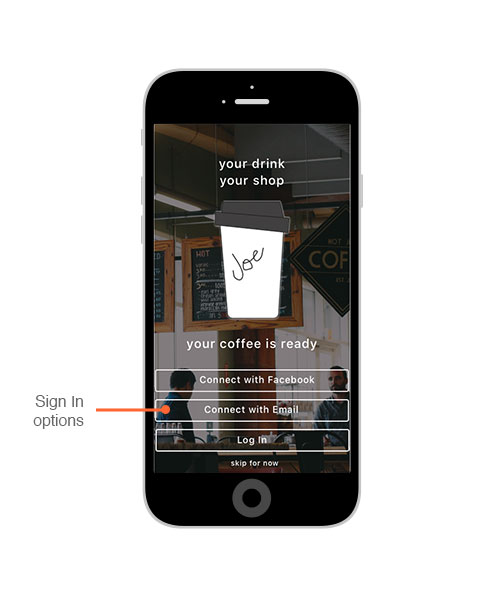 your drink
your shop
HOT
Joe
your coffee is ready
Connect with Facebook
Sign In
options
Connect with Email
Log In
skip for now